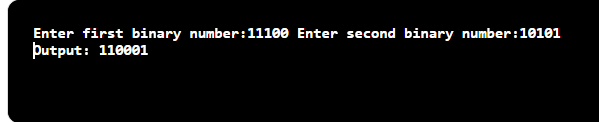 Enter first binary number:11100 Enter second binary number:10101
Output: 110001